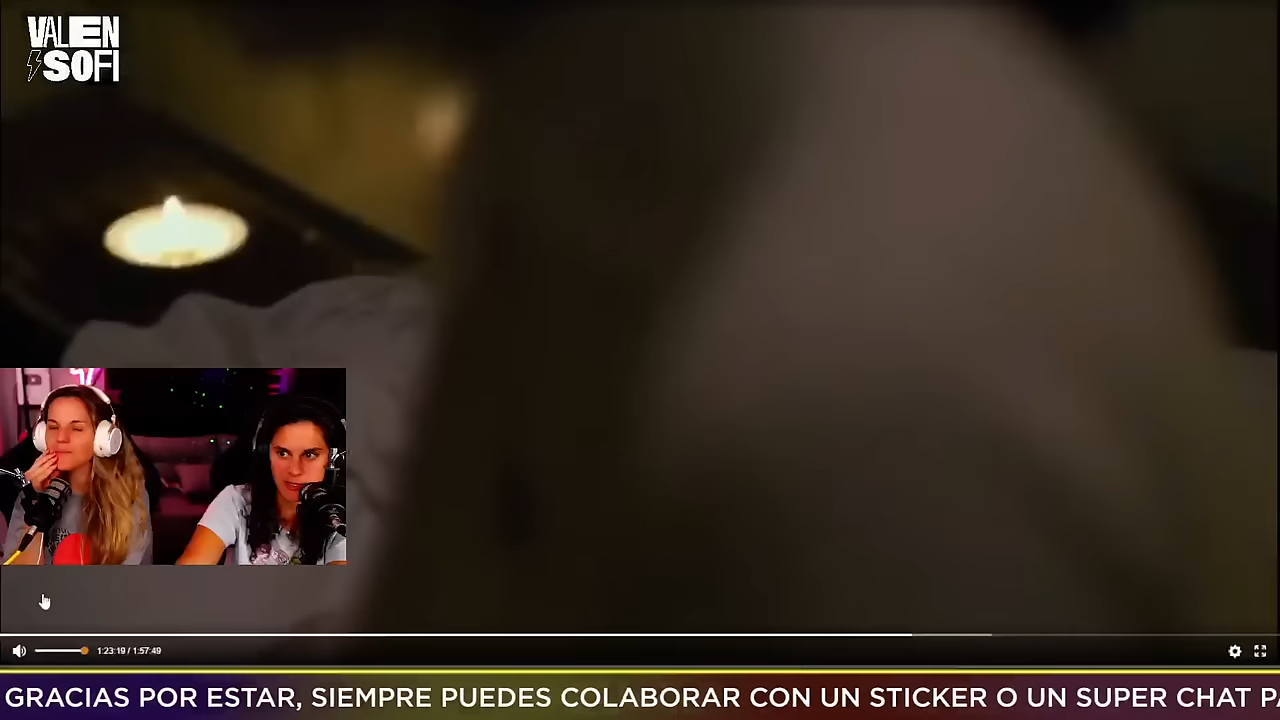 VALEN
SOFI
1:23:19 / 1:57:49
GRACIAS POR ESTAR, SIEMPRE PUEDES COLABORAR CON UN STICKER O UN SUPER CHAT PA